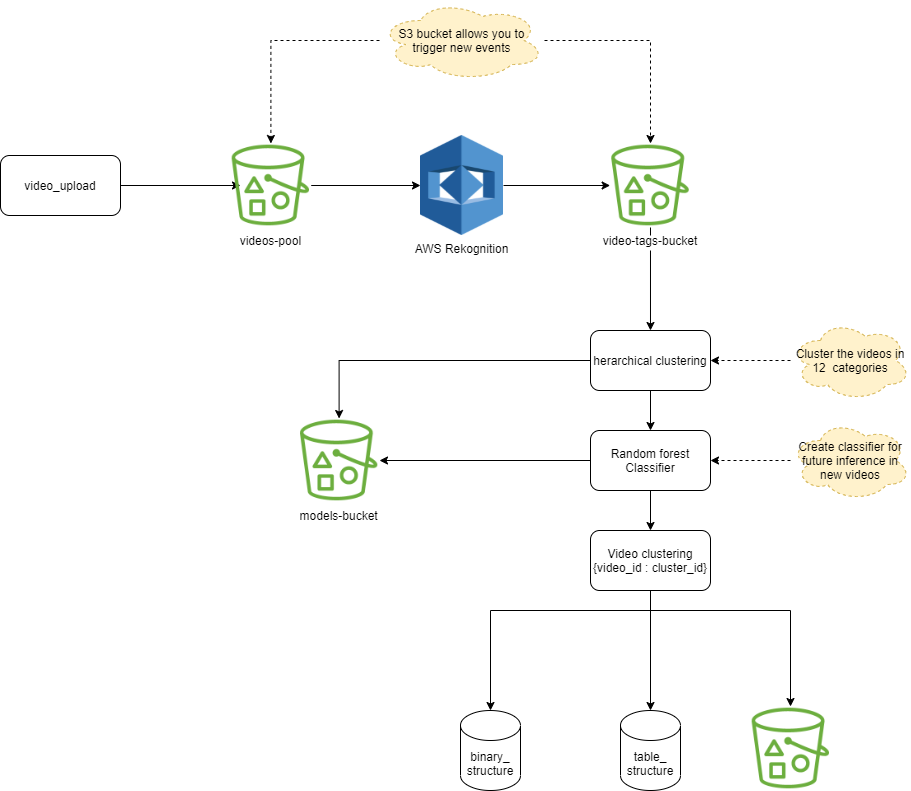 S3 bucket allows you to
trigger new events
video_upload
videos-pool
AWS Rekognition
video-tags-bucket
herarchical clustering
Cluster the videos in
12 categories
Random forest
Classifier
Create classifier for
future inference in
new videos
models-bucket
Video clustering
{video_id : cluster_id}
binary_
structure
table_
structure